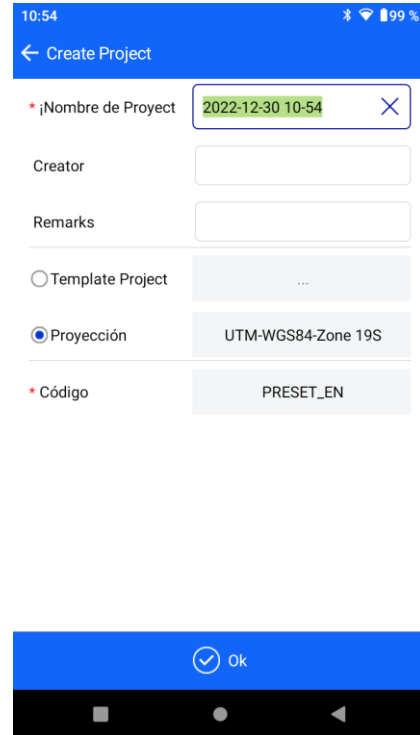 10:54 99 %
Create Project
* ¡Nombre de Proyect 2022-12-30 10-54
Creator
Remarks
Template Project ...
Proyección UTM-WGS84-Zone 19S
* Código PRESET_EN
Ok